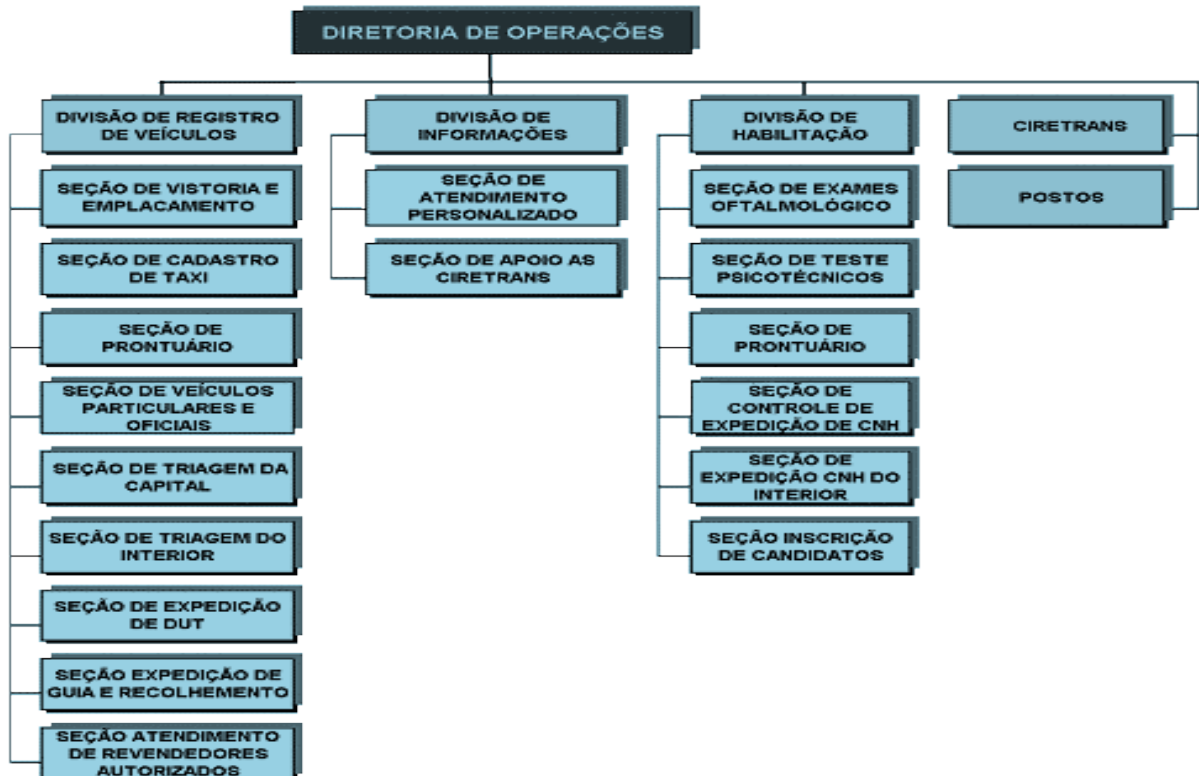 DIRETORIA DE OPERAÇÕES
DIVISÃO DE REGISTRO
DE VEÍCULOS
SEÇÃO DE VISTORIA E
EMPLACAMENTO
SEÇÃO DE CADASTRO
DE TAXI
SEÇÃO DE
PRONTUÁRIO
SEÇÃO DE VEÍCULOS
PARTICULARES E
OFICIAIS
SEÇÃO DE TRIAGEM DA
CAPITAL
SEÇÃO DE TRIAGEM DO
INTERIOR
SEÇÃO DE EXPEDIÇÃO
DE DUT
SEÇÃO EXPEDIÇÃO DE
GUIA E RECOLHEMENTO
SEÇÃO ATENDIMENTO
DE REVENDEDORES
AUTORIZADOS
DIVISÃO DE
INFORMAÇÕES
SEÇÃO DE
ATENDIMENTO
PERSONALIZADO
SEÇÃO DE APOIO AS
CIRETRANS
DIVISÃO DE
HABILITAÇÃO
SEÇÃO DE EXAMES
OFTALMOLÓGICO
SEÇÃO DE TESTE
PSICOTÉCNICOS
SEÇÃO DE
PRONTUÁRIO
SEÇÃO DE
CONTROLE DE
EXPEDIÇÃO DE CNH
SEÇÃO DE
EXPEDIÇÃO CNH DO
INTERIOR
SEÇÃO INSCRIÇÃO
DE CANDIDATOS
CIRETRANS
POSTOS